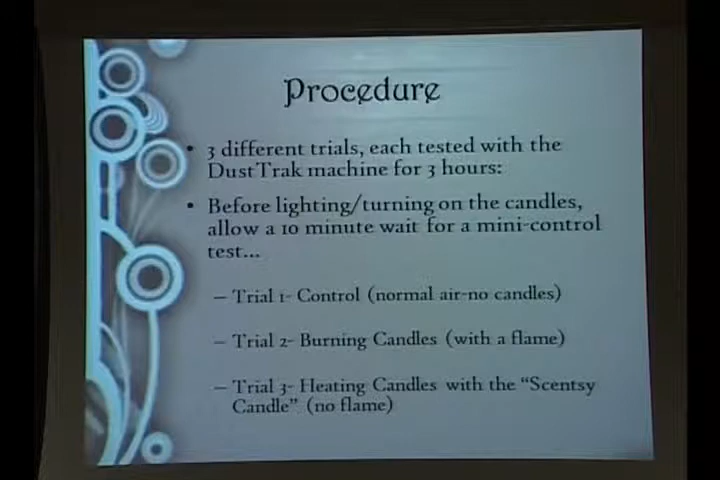 Procedure
• 3 different trials, each tested with the
DustTrak machine for 3 hours:
• Before lighting/turning on the candles,
allow a 10 minute wait for a mini-control
test...
– Trial 1- Control (normal air-no candles)
– Trial 2- Burning Candles (with a flame)
– Trial 3- Heating Candles with the “Scentsy
Candle” (no flame)